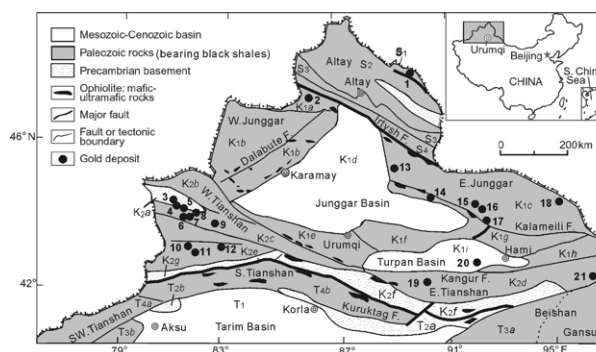 Mesozoic-Cenozoic basin
Paleozoic rocks (bearing black shales)
Precambrian basement
Ophiolite: mafic-
ultramafic rocks
Major fault
Fault or tectonic
boundary
Gold deposit
Urumqi
Beijing
CHINA
S. China
Sea
0 200km
S1
Altay
S2
S3
Altay
1
K1a
2
W.Junggar
K1b
Dalabute F.
K1b
Irtysh F.
S3
S4
46°N
K1d
Karamay
13
Junggar Basin
14
E.Junggar
15
16
K1c
18
17
Kalameili F.
K2b
3
5
4
8
6
9
K2a
W.Tianshan
K2c
K1e
Urumqi
K1f
K1g
K1i
Hami
K1h
Turpan Basin
20
10
11
12
K2e
K2g
42°N
S.Tianshan
K2f
19
Kangur F.
E.Tianshan
K2d
21
T2b
T4b
T4a
SW.Tianshan
T3b
Aksu
T1
Tarim Basin
Korla
Kuruktag F.
T2a
K2f
T3a
Beishan
Gansu
79°
83°
87°
91°
95°E